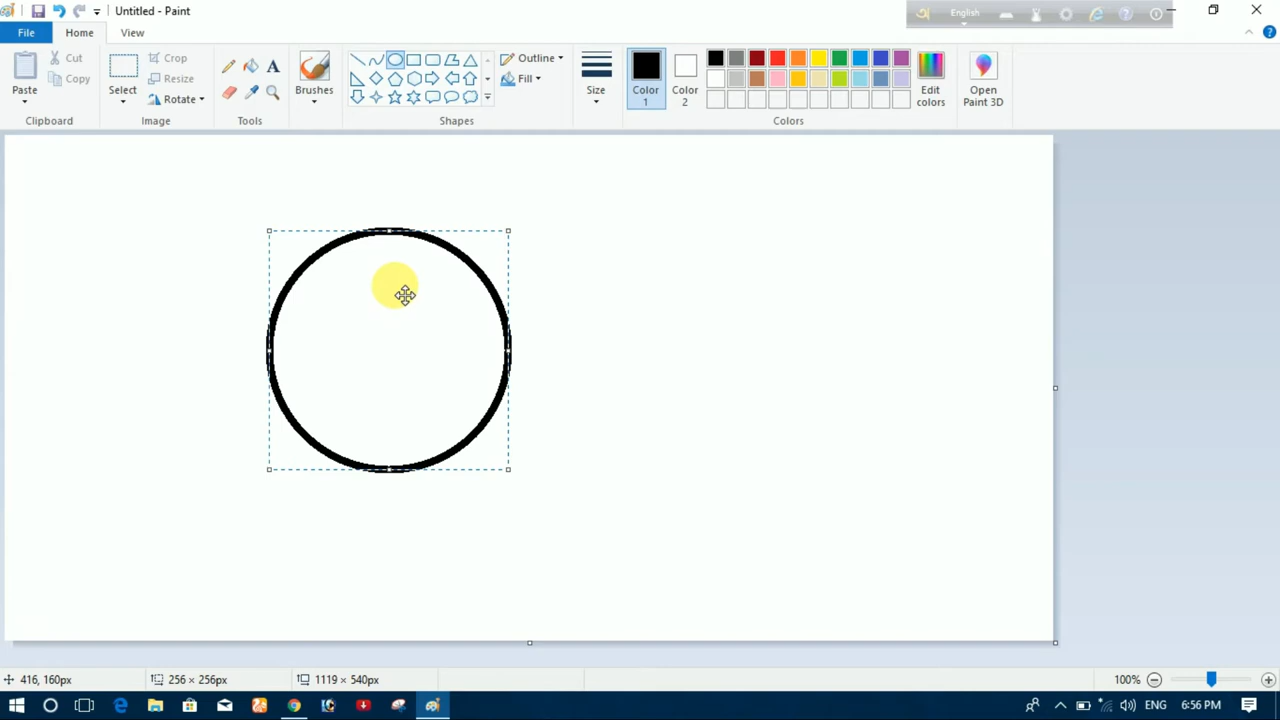 Untitled - Paint
English
File
Home
View
Paste
Cut
Copy
Clipboard
Select
Crop
Resize
Rotate
Image
A
Tools
Brushes
Outline
Fill
Shapes
Size
Color 1
Color 2
Edit colors
Colors
Open Paint 3D
416, 160px
256 × 256px
1119 × 540px
100%
ENG
6:56 PM